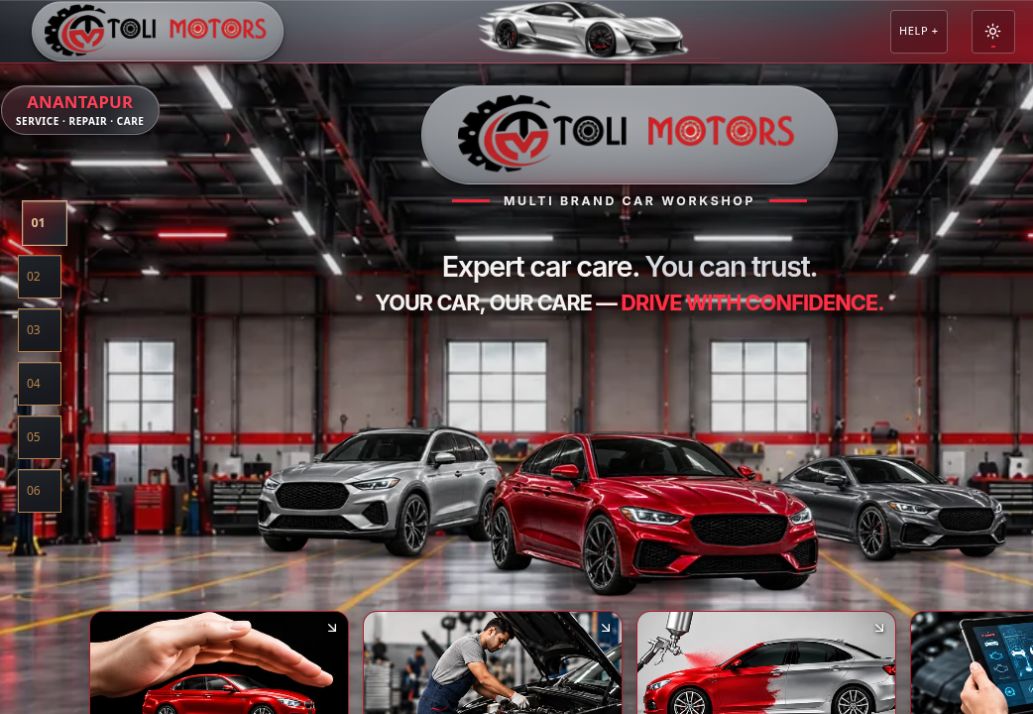 TOLI MOTORS
HELP +
ANANTAPUR
SERVICE · REPAIR · CARE
TOLI MOTORS
MULTI BRAND CAR WORKSHOP
Expert car care. You can trust.
YOUR CAR, OUR CARE — DRIVE WITH CONFIDENCE.
01
02
03
04
05
06